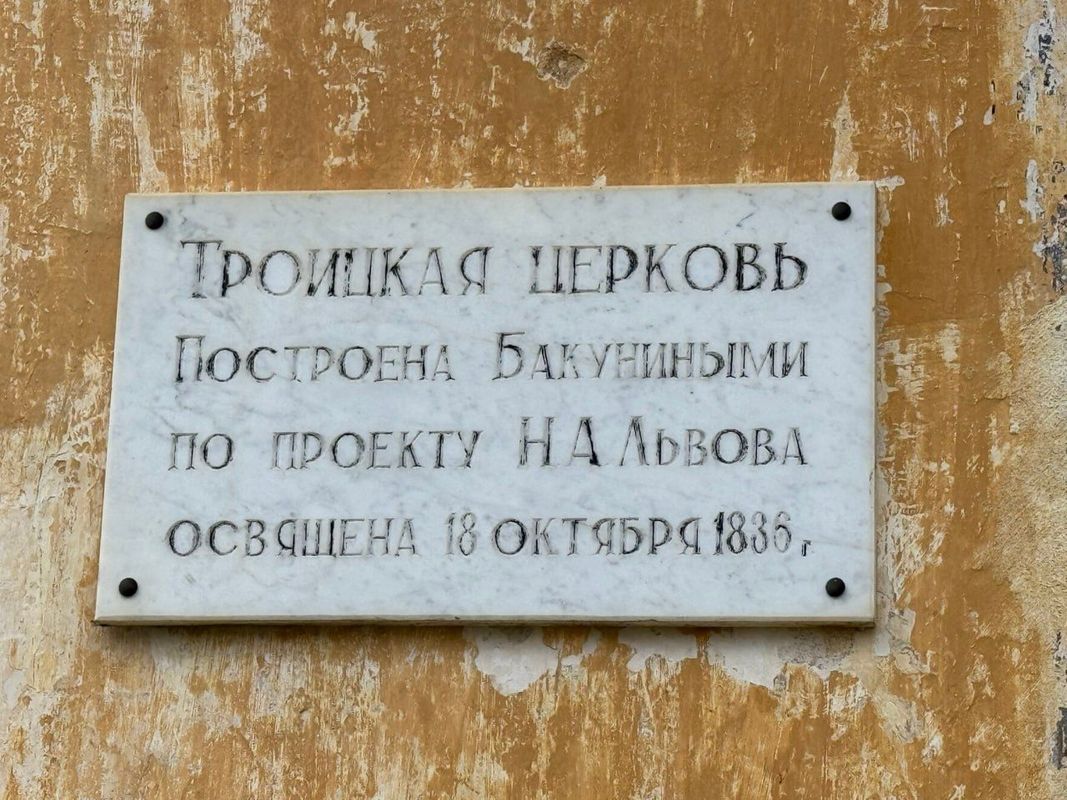 Троицкая церковь
Построена Бакуниными
по проекту Н А Львова
освящена 18 октября 1836 г.